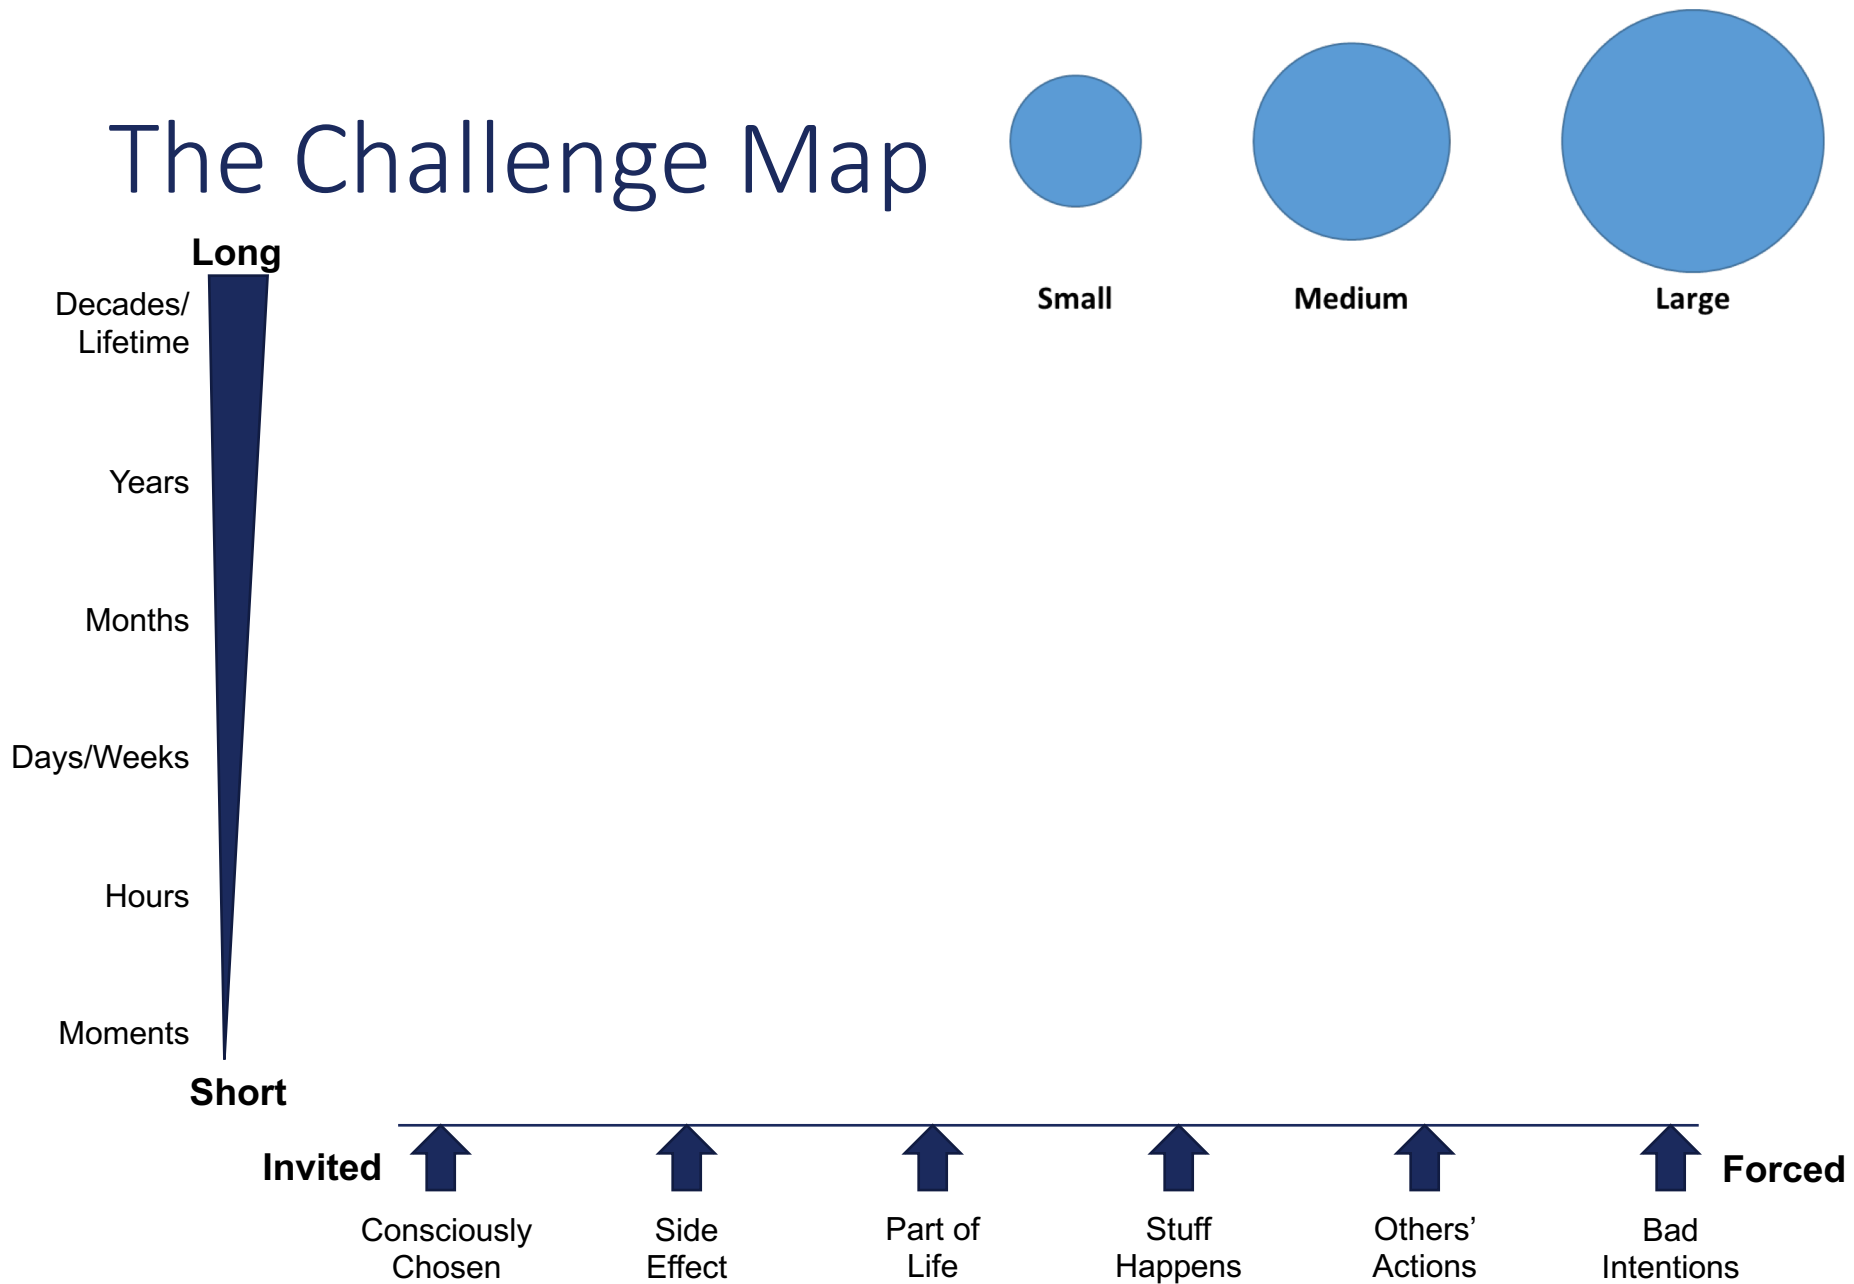 The Challenge Map
Small
Medium
Large
Long
Decades/
Lifetime
Years
Months
Days/Weeks
Hours
Moments
Short
Invited
Forced
Consciously
Chosen
Side
Effect
Part of
Life
Stuff
Happens
Others’
Actions
Bad
Intentions